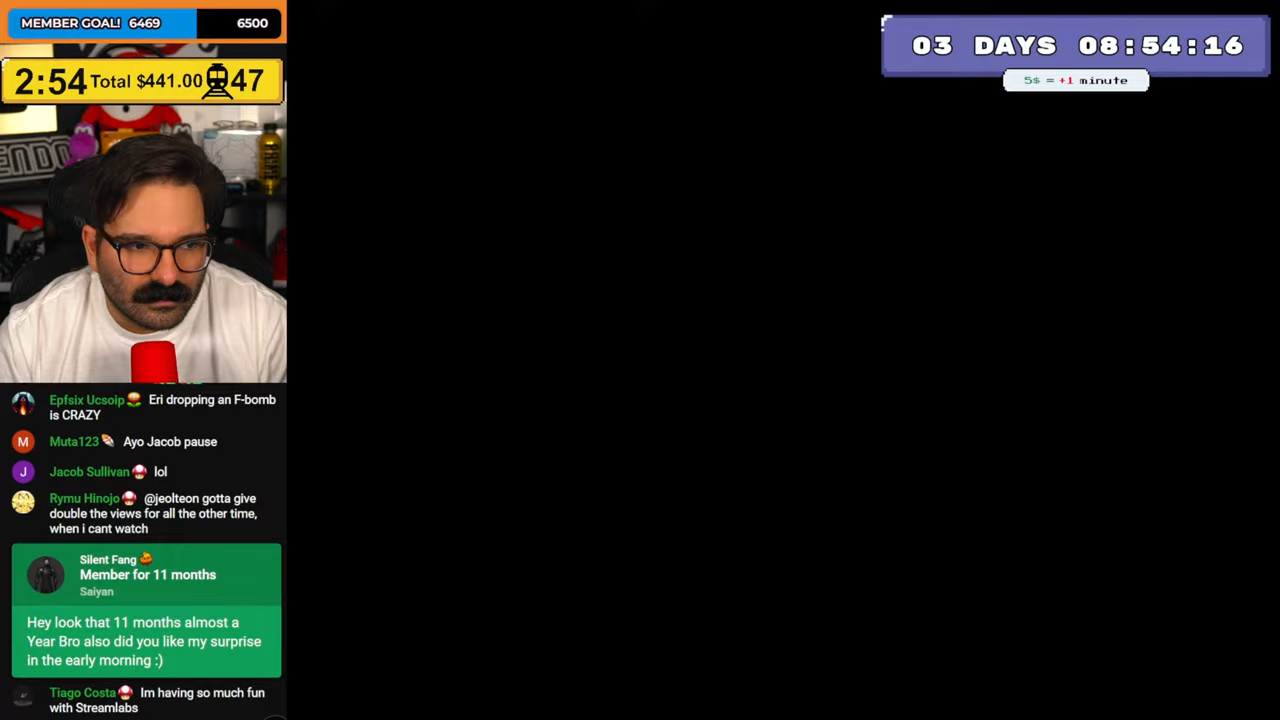 MEMBER GOAL! 6469 6500
03 DAYS 08:54:16
5$ = +1 minute
2:54 Total $441.00 47
ENDO
Epfsix Ucsoip Eri dropping an F-bomb
is CRAZY
M Muta123 Ayo Jacob pause
J Jacob Sullivan lol
Rymu Hinojo @jeolteon gotta give
double the views for all the other time,
when i cant watch
Silent Fang
Member for 11 months
Saiyan
Hey look that 11 months almost a
Year Bro also did you like my surprise
in the early morning :)
Tiago Costa Im having so much fun
with Streamlabs